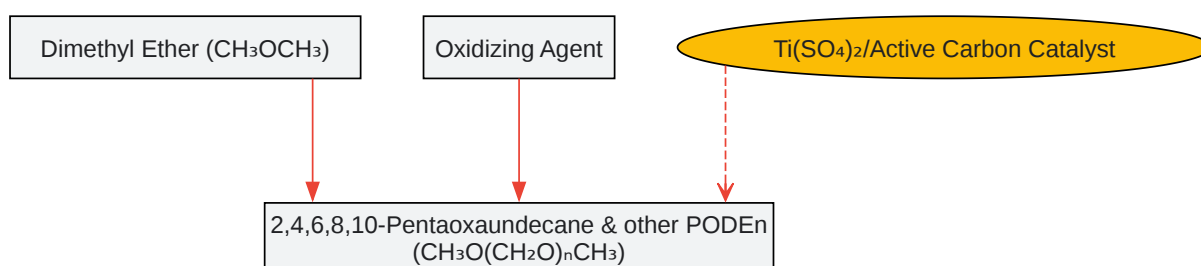 Dimethyl Ether (CH₃OCH₃)
Oxidizing Agent
Ti(SO₄)₂/Active Carbon Catalyst
2,4,6,8,10-Pentaoxaundecane & other PODEn
(CH₃O(CH₂O)ₙCH₃)